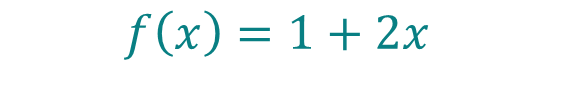 f(x) = 1 + 2x